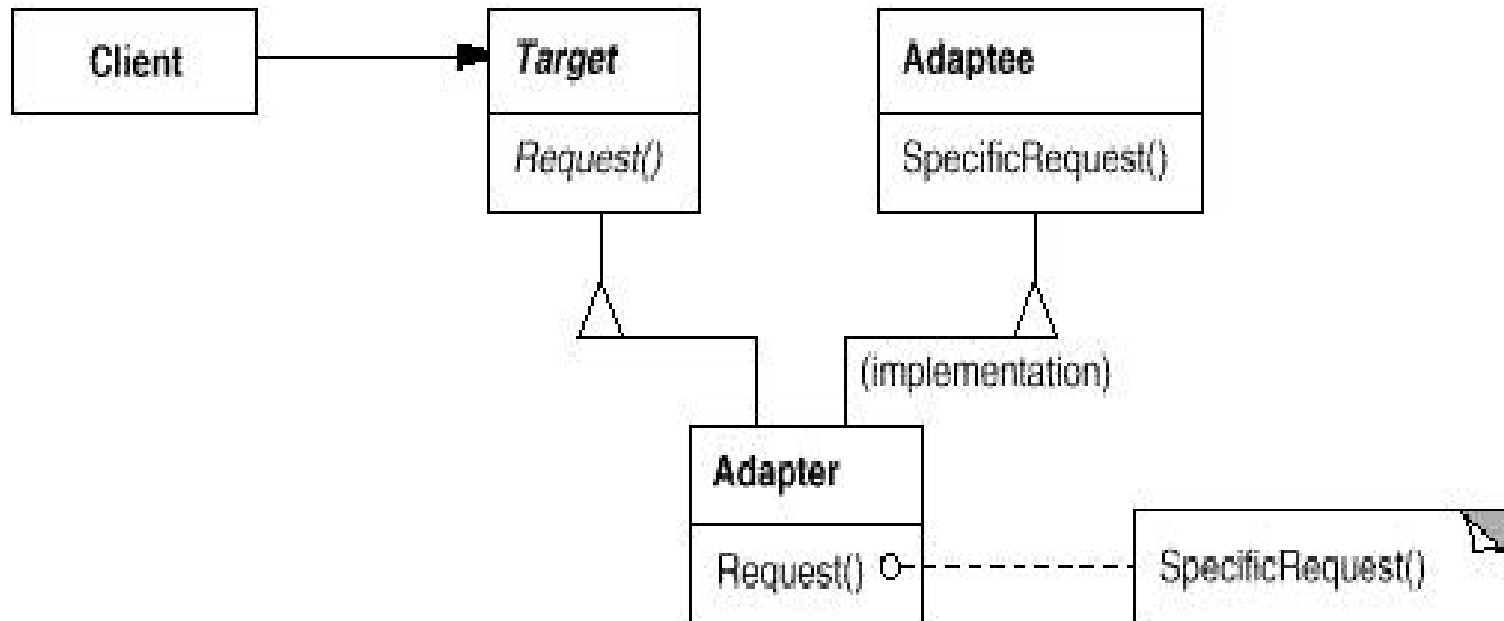 Client
Target
Request()
Adaptee
SpecificRequest()
(implementation)
Adapter
Request()
SpecificRequest()